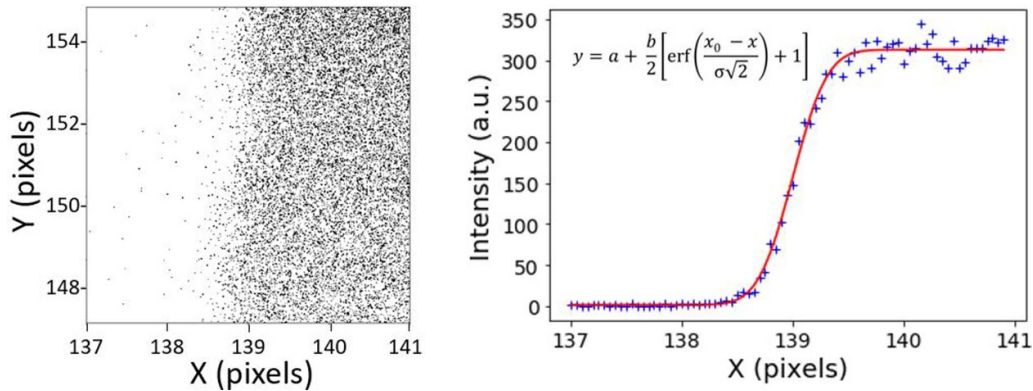 154
152
150
148
Y (pixels)
137 138 139 140 141
X (pixels)
350
300
250
200
150
100
50
0
Intensity (a.u.)
y = a + b/2 [erf((x₀ − x)/(σ√2)) + 1]
137 138 139 140 141
X (pixels)